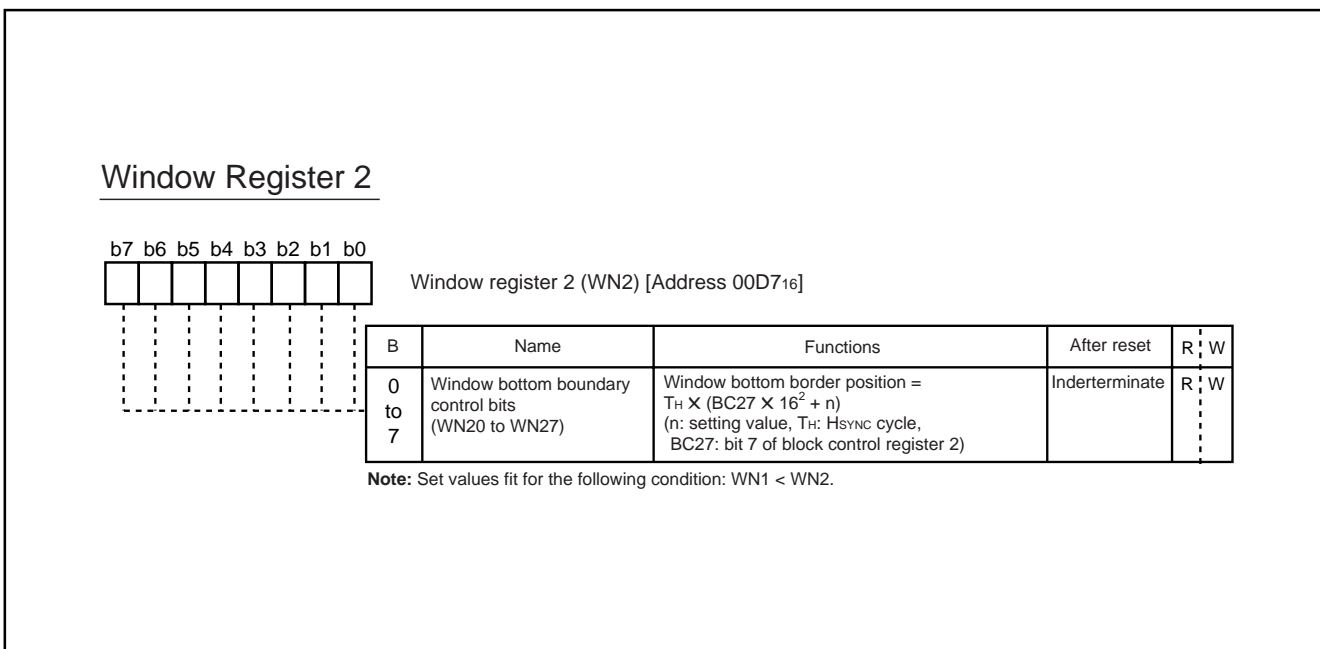 Window Register 2
b7 b6 b5 b4 b3 b2 b1 b0
Window register 2 (WN2) [Address 00D7₁₆]
B Name Functions After reset R W
0 to 7
Window bottom boundary
control bits
(WN20 to WN27)
Window bottom border position =
TH X (BC27 X 16² + n)
(n: setting value, TH: HSYNC cycle,
BC27: bit 7 of block control register 2)
Inderterminate R W
Note: Set values fit for the following condition: WN1 < WN2.